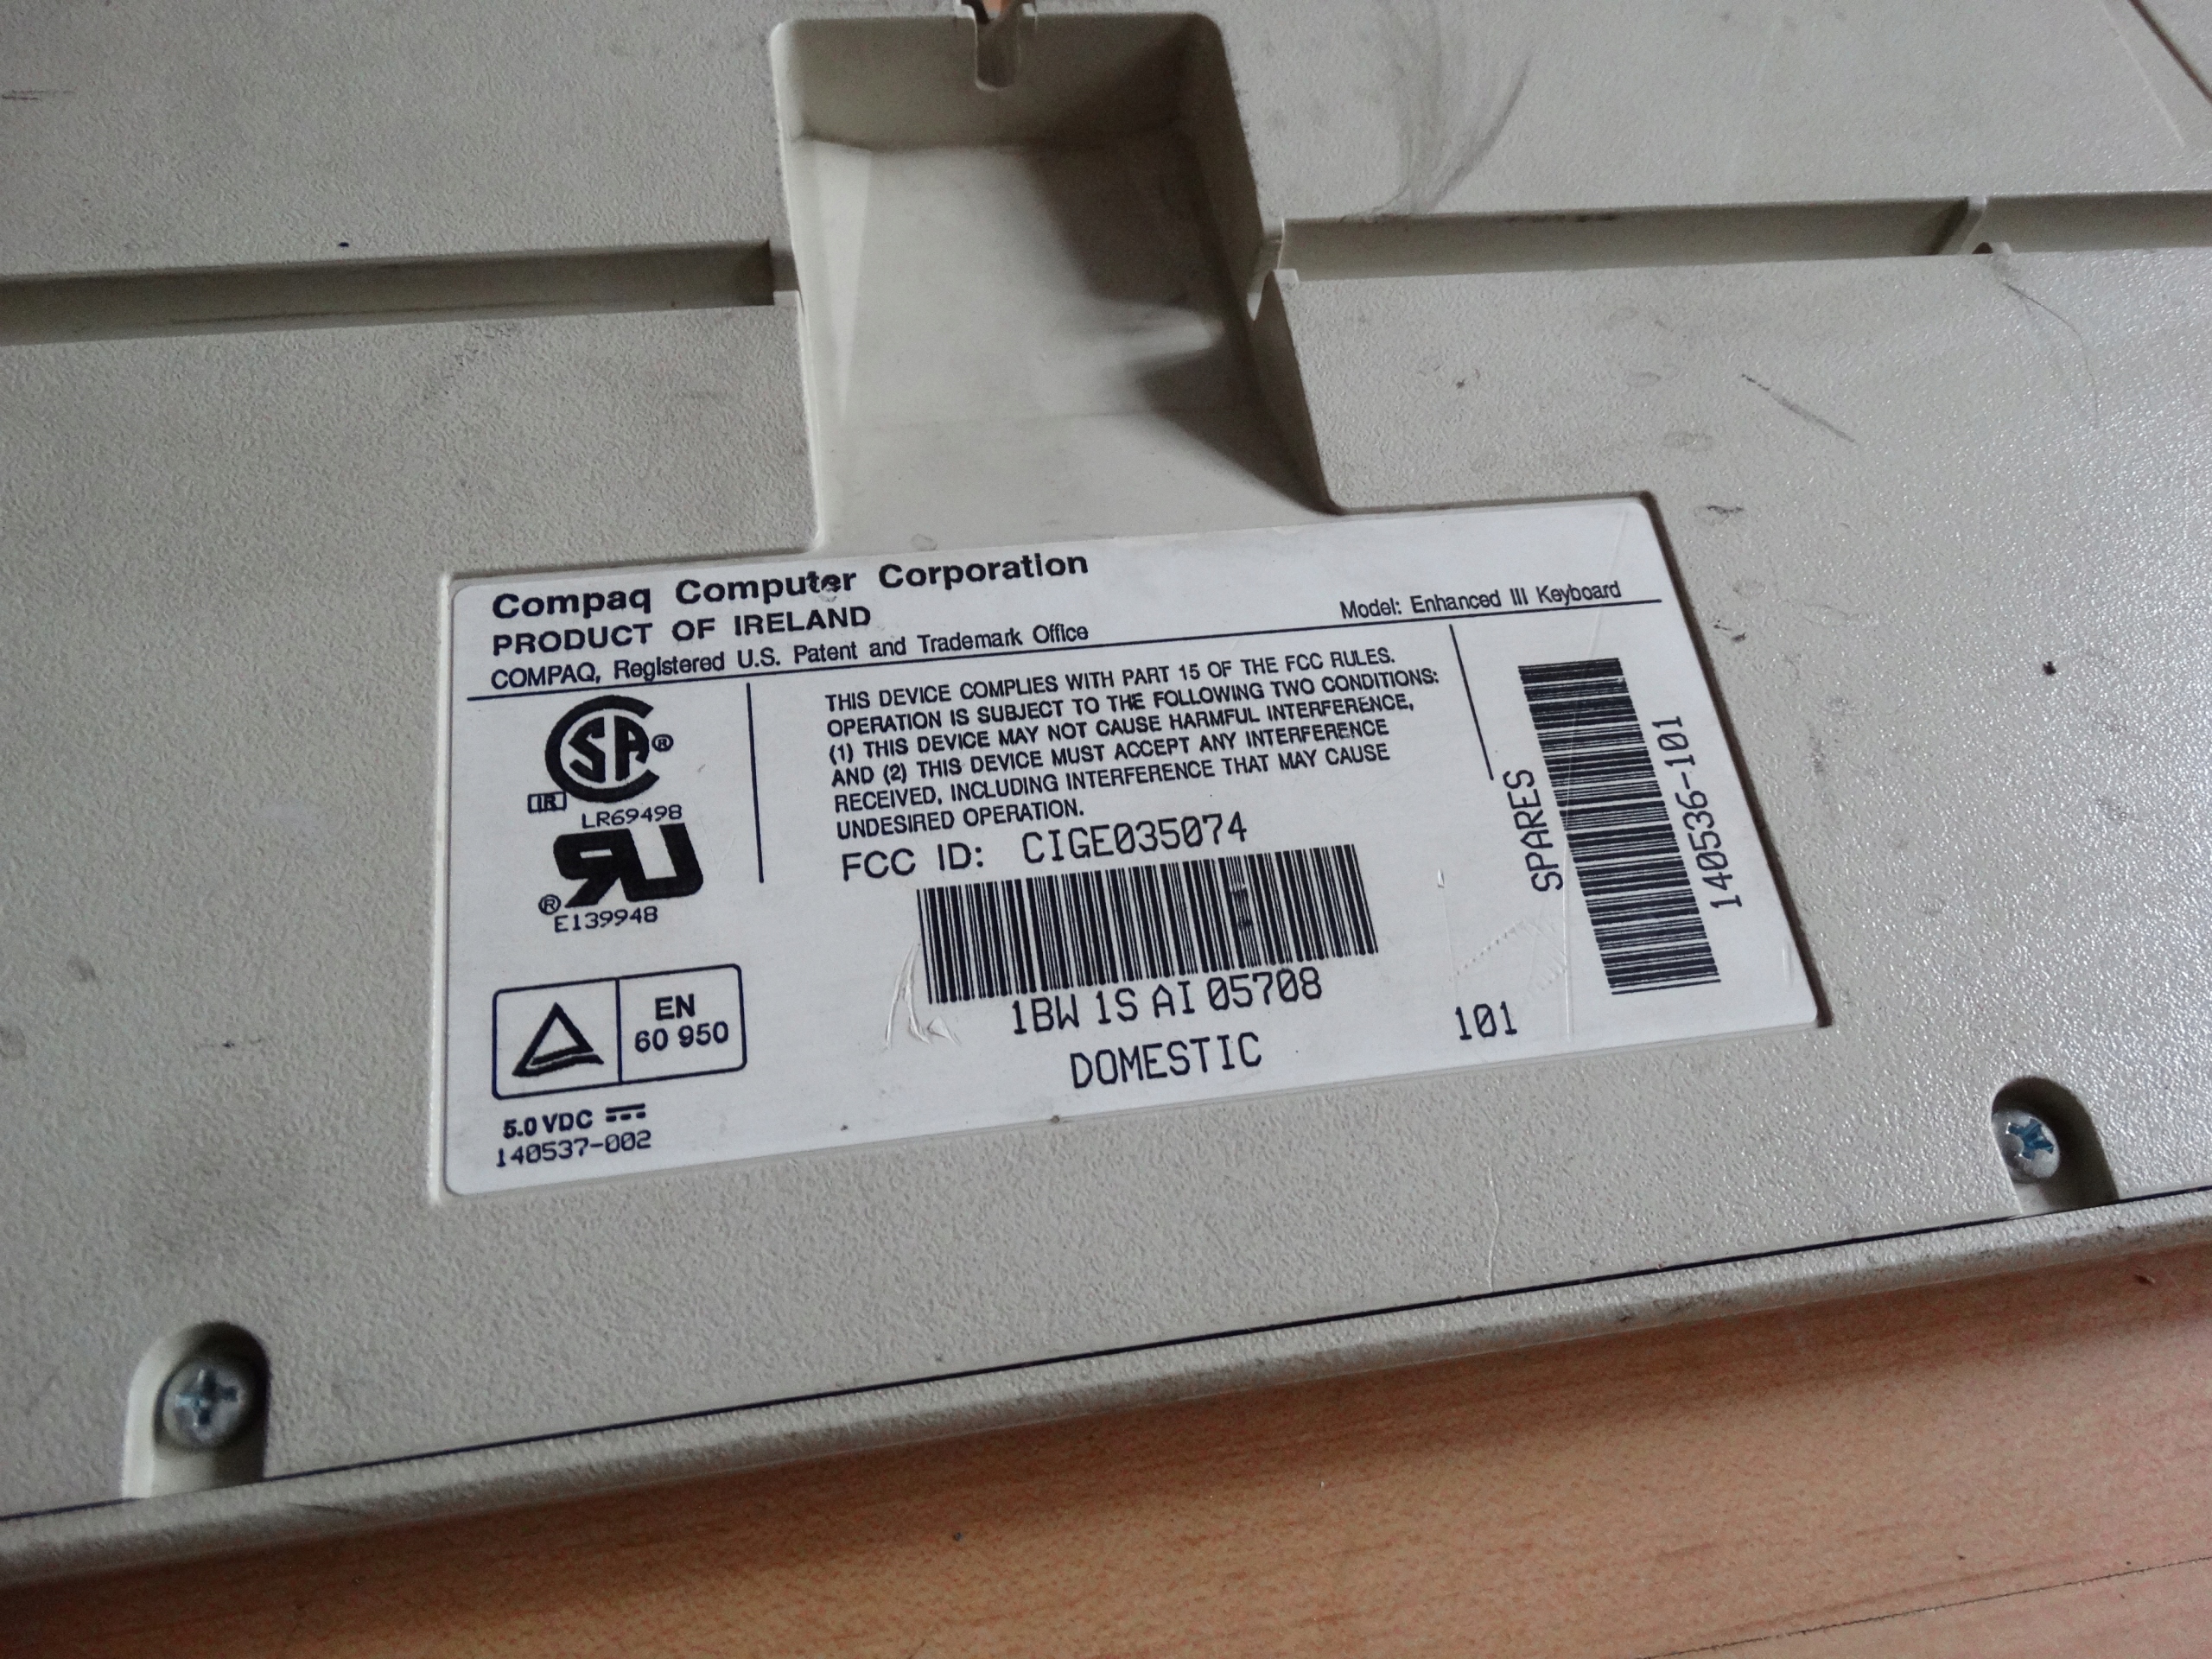 Compaq Computer Corporation
PRODUCT OF IRELAND
COMPAQ, Registered U.S. Patent and Trademark Office
Model: Enhanced III Keyboard
SA®
LR
LR69498
UR
®
E139948
EN
60 950
5.0 VDC
140537-002
THIS DEVICE COMPLIES WITH PART 15 OF THE FCC RULES.
OPERATION IS SUBJECT TO THE FOLLOWING TWO CONDITIONS:
(1) THIS DEVICE MAY NOT CAUSE HARMFUL INTERFERENCE,
AND (2) THIS DEVICE MUST ACCEPT ANY INTERFERENCE
RECEIVED, INCLUDING INTERFERENCE THAT MAY CAUSE
UNDESIRED OPERATION.
FCC ID: CIGE035074
1BW 1S AI 05708
DOMESTIC
101
SPARES
140536-101